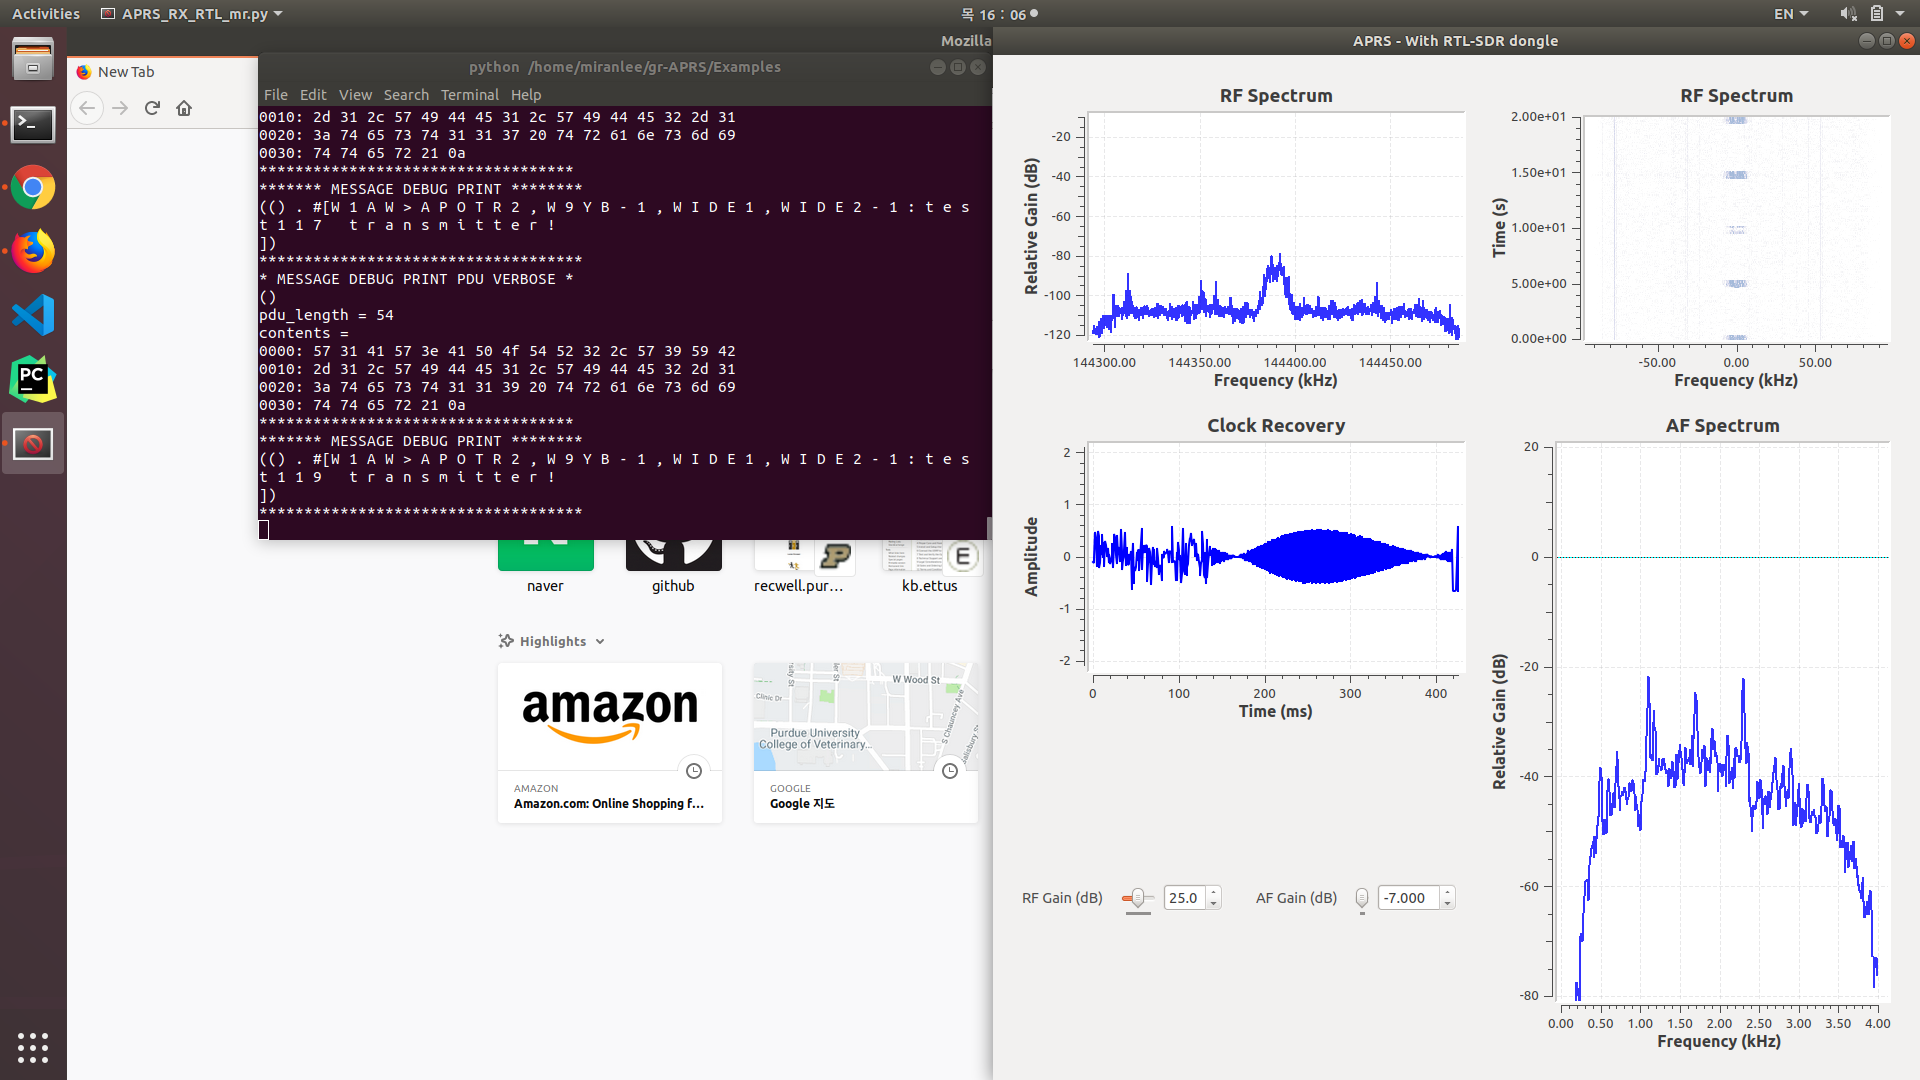 Activities
APRS_RX_RTL_mr.py
목 16 : 06
EN
Mozilla
APRS - With RTL-SDR dongle
New Tab
python /home/miranlee/gr-APRS/Examples
File Edit View Search Terminal Help
0010: 2d 31 2c 57 49 44 45 31 2c 57 49 44 45 32 2d 31
0020: 3a 74 65 73 74 31 31 37 20 74 72 61 6e 73 6d 69
0030: 74 74 65 72 21 0a
***********************************
******* MESSAGE DEBUG PRINT ********
(() . #[W 1 A W > A P O T R 2 , W 9 Y B - 1 , W I D E 1 , W I D E 2 - 1 : t e s
t 1 1 7   t r a n s m i t t e r !
])
************************************
* MESSAGE DEBUG PRINT PDU VERBOSE *
()
pdu_length = 54
contents =
0000: 57 31 41 57 3e 41 50 4f 54 52 32 2c 57 39 59 42
0010: 2d 31 2c 57 49 44 45 31 2c 57 49 44 45 32 2d 31
0020: 3a 74 65 73 74 31 31 39 20 74 72 61 6e 73 6d 69
0030: 74 74 65 72 21 0a
***********************************
******* MESSAGE DEBUG PRINT ********
(() . #[W 1 A W > A P O T R 2 , W 9 Y B - 1 , W I D E 1 , W I D E 2 - 1 : t e s
t 1 1 9   t r a n s m i t t e r !
])
************************************
PC
P
E
naver
github
recwell.pur…
kb.ettus
Highlights
amazon
AMAZON
Amazon.com: Online Shopping f…
W Wood St
Clinic Dr
S Chauncey Ave
Purdue University
College of Veterinary...
GOOGLE
Google 지도
RF Spectrum
Relative Gain (dB)
-20
-40
-60
-80
-100
-120
144300.00 144350.00 144400.00 144450.00
Frequency (kHz)
RF Spectrum
Time (s)
2.00e+01
1.50e+01
1.00e+01
5.00e+00
0.00e+00
-50.00 0.00 50.00
Frequency (kHz)
Clock Recovery
Amplitude
2
1
0
-1
-2
0 100 200 300 400
Time (ms)
AF Spectrum
Relative Gain (dB)
20
0
-20
-40
-60
-80
0.00 0.50 1.00 1.50 2.00 2.50 3.00 3.50 4.00
Frequency (kHz)
RF Gain (dB) 25.0
AF Gain (dB) -7.000